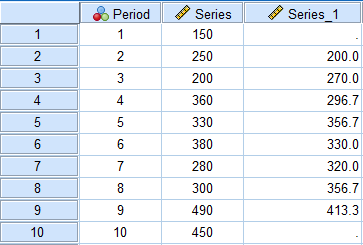 Period Series Series_1
1 1 150 .
2 2 250 200.0
3 3 200 270.0
4 4 360 296.7
5 5 330 356.7
6 6 380 330.0
7 7 280 320.0
8 8 300 356.7
9 9 490 413.3
10 10 450 .